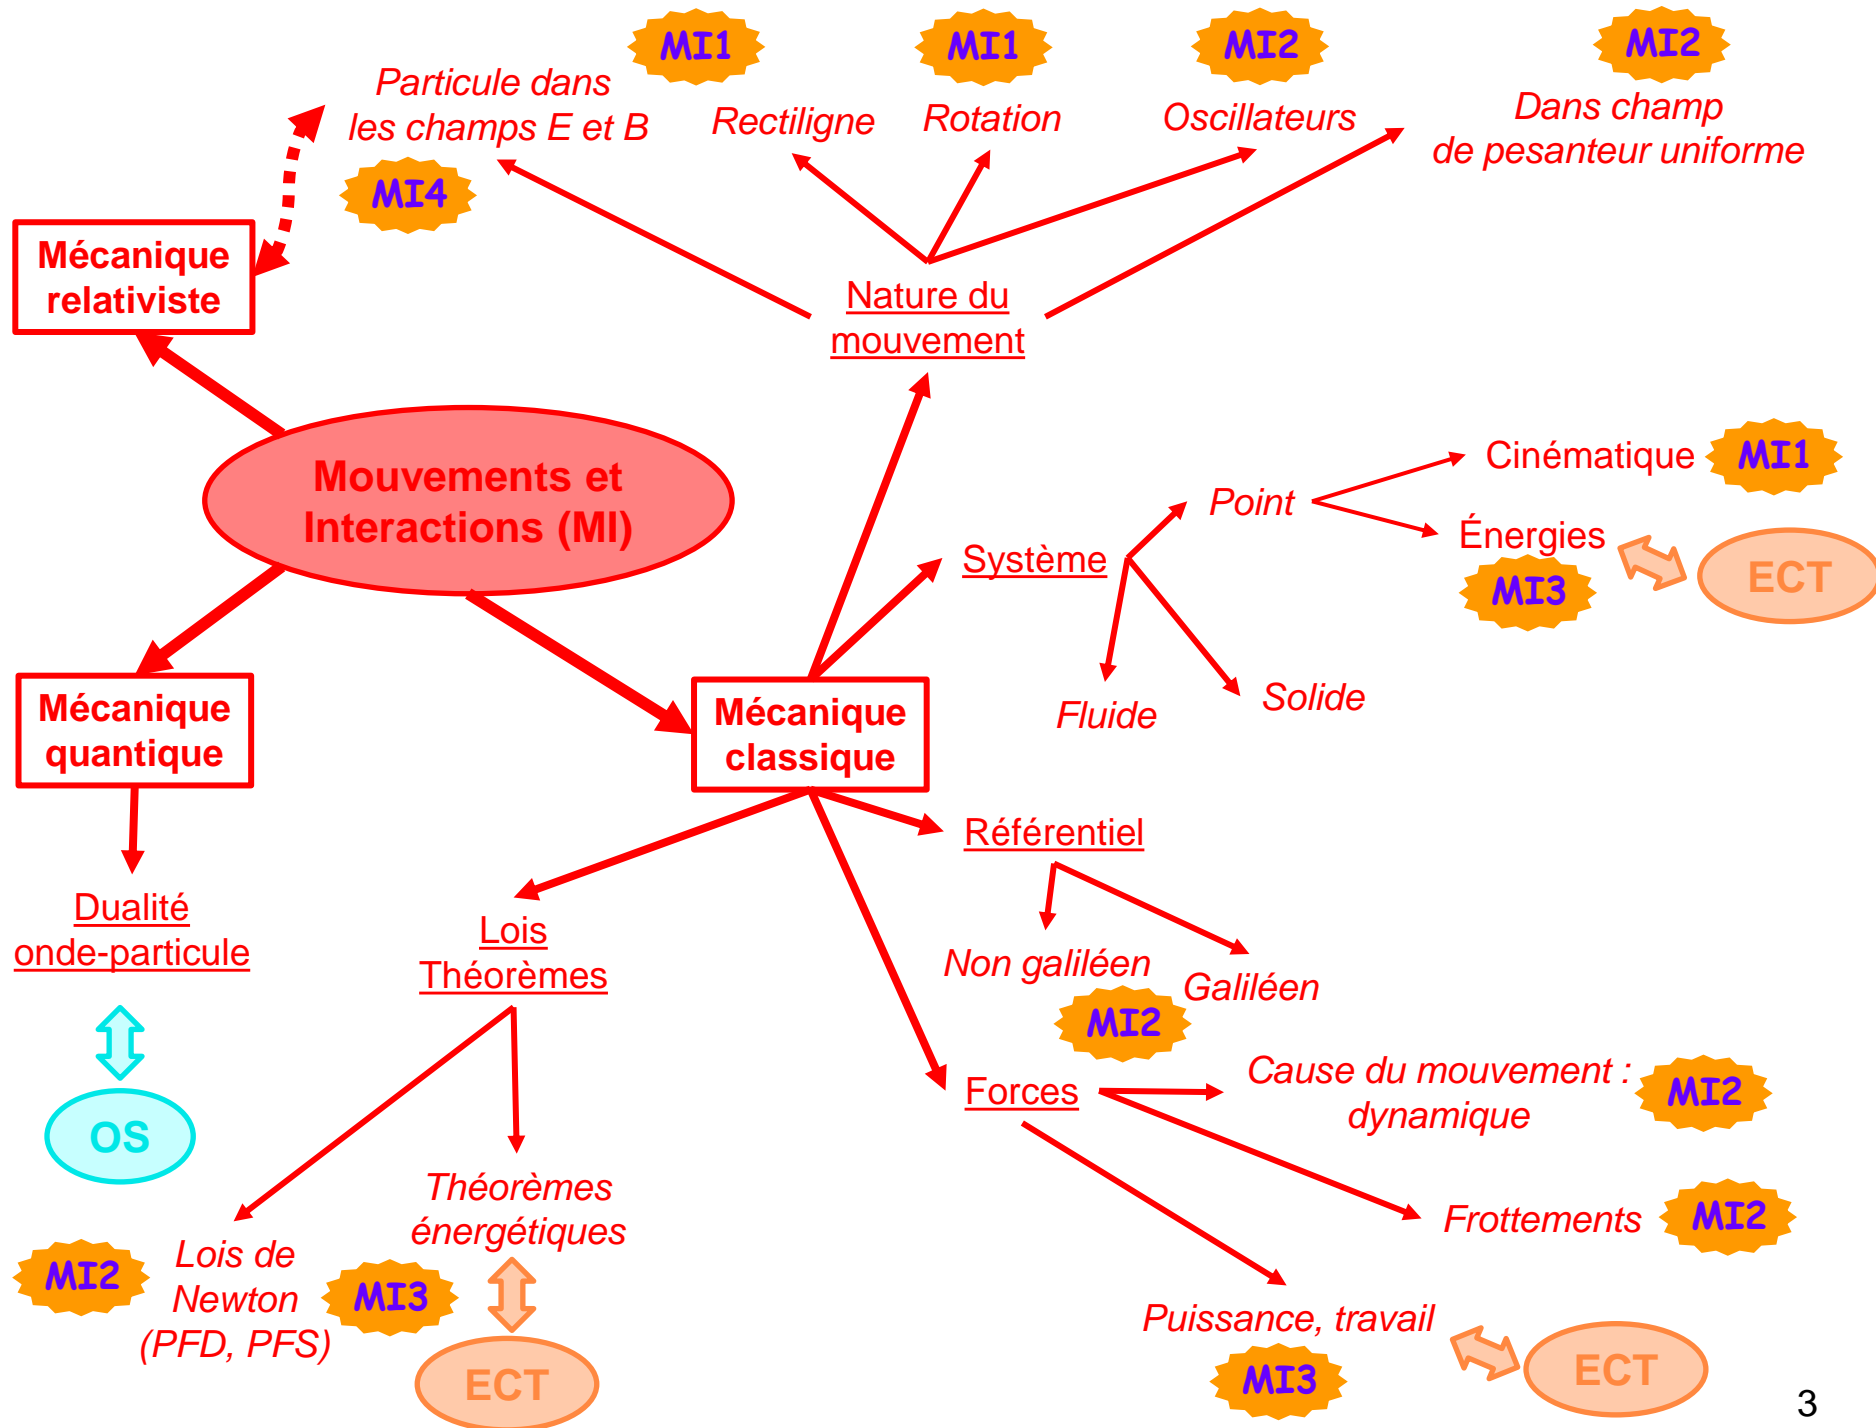 MI1
MI1
MI2
MI2
Particule dans
les champs E et B
Rectiligne
Rotation
Oscillateurs
Dans champ
de pesanteur uniforme
MI4
Mécanique
relativiste
Nature du
mouvement
Mouvements et
Interactions (MI)
Cinématique
MI1
Point
Énergies
MI3
ECT
Système
Fluide
Solide
Mécanique
quantique
Mécanique
classique
Référentiel
Dualité
onde-particule
Lois
Théorèmes
Non galiléen
Galiléen
MI2
OS
Forces
Cause du mouvement :
dynamique
MI2
Théorèmes
énergétiques
Frottements
MI2
MI2
Lois de
Newton
(PFD, PFS)
MI3
ECT
Puissance, travail
MI3
ECT
3